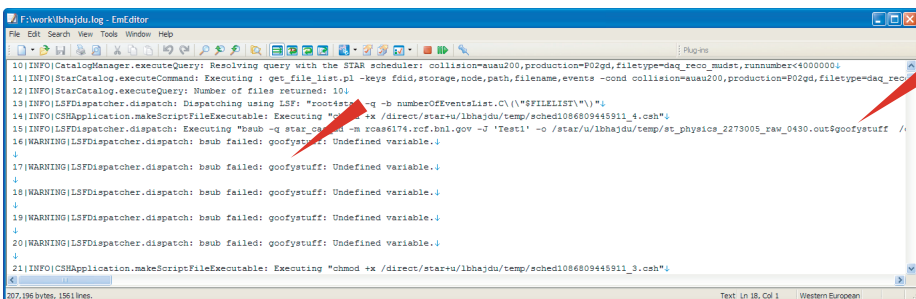 F:\work\lbhajdu.log - EmEditor
File Edit Search View Tools Window Help
Plug-ins
10|INFO|CatalogManager.executeQuery: Resolving query with the STAR scheduler: collision=auau200,production=P02gd,filetype=daq_reco_mudst,runnumber<4000000↓
11|INFO|StarCatalog.executeCommand: Executing : get_file_list.pl -keys fdid,storage,node,path,filename,events -cond collision=auau200,production=P02gd,filetype=daq_rec
12|INFO|StarCatalog.executeQuery: Number of files returned: 10↓
13|INFO|LSFDispatcher.dispatch: Dispatching using LSF: "root4star -q -b numberOfEventsList.C\(\"$FILELIST\"\)"↓
14|INFO|CSHApplication.makeScriptFileExecutable: Executing "chmod +x /direct/star+u/lbhajdu/temp/sched1086809445911_4.csh"↓
15|INFO|LSFDispatcher.dispatch: Executing "bsub -q -m rcas6174.rcf.bnl.gov -J 'Test1' -o /star/u/lbhajdu/temp/st_physics_2273005_raw_0430.out$goofystuff
16|WARNING|LSFDispatcher.dispatch: bsub failed: goofystuff: Undefined variable.↓
↓
17|WARNING|LSFDispatcher.dispatch: bsub failed: goofystuff: Undefined variable.↓
↓
18|WARNING|LSFDispatcher.dispatch: bsub failed: goofystuff: Undefined variable.↓
↓
19|WARNING|LSFDispatcher.dispatch: bsub failed: goofystuff: Undefined variable.↓
↓
20|WARNING|LSFDispatcher.dispatch: bsub failed: goofystuff: Undefined variable.↓
↓
21|INFO|CSHApplication.makeScriptFileExecutable: Executing "chmod +x /direct/star+u/lbhajdu/temp/sched1086809445911_3.csh"↓
207,196 bytes, 1561 lines. Text Ln 18, Col 1 Western European